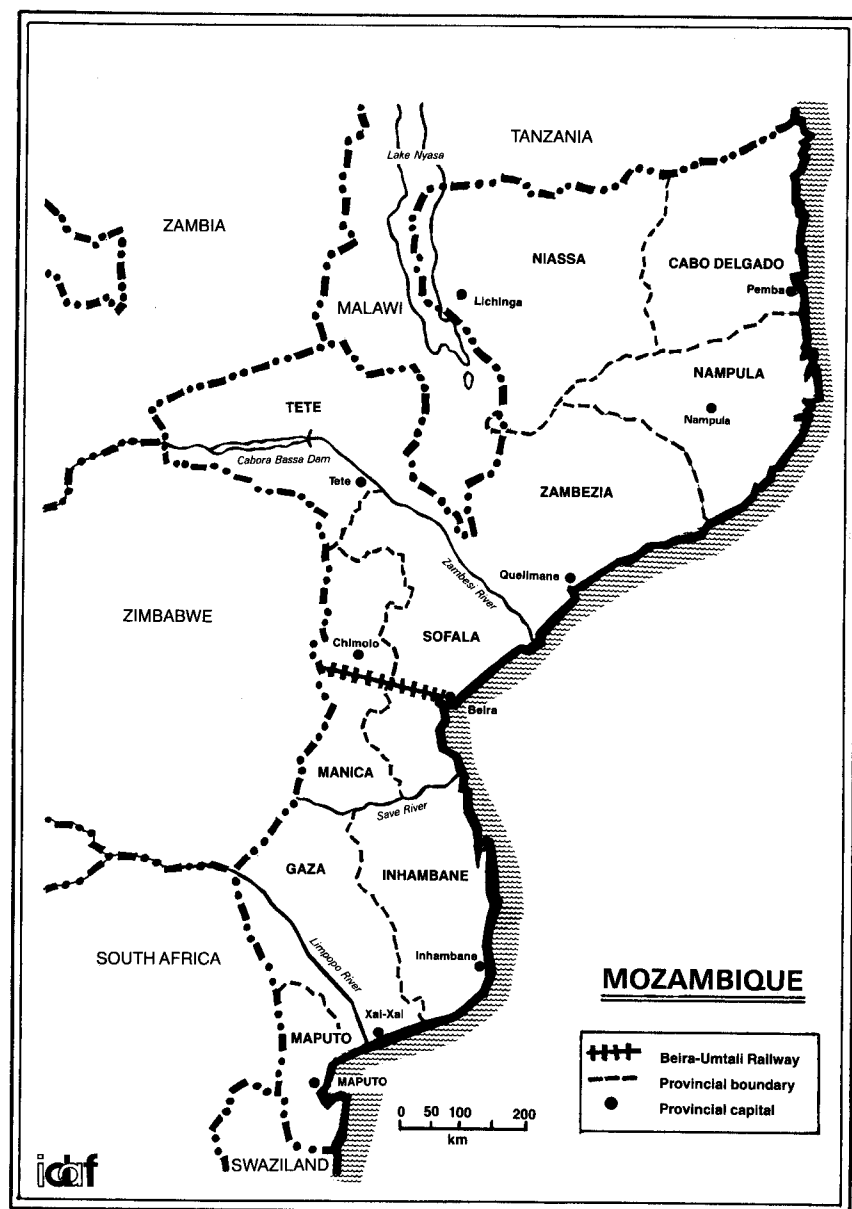 TANZANIA
Lake Nyasa
ZAMBIA
NIASSA
CABO DELGADO
Pemba
Lichinga
MALAWI
NAMPULA
Nampula
TETE
Cabora Bassa Dam
Tete
ZAMBEZIA
Zambesi River
Quelimane
ZIMBABWE
SOFALA
Chimoio
Beira
MANICA
Save River
GAZA
INHAMBANE
SOUTH AFRICA
Limpopo River
Inhambane
MOZAMBIQUE
Xai-Xai
MAPUTO
MAPUTO
Beira-Umtali Railway
Provincial boundary
Provincial capital
0 50 100 200
km
SWAZILAND
idaf